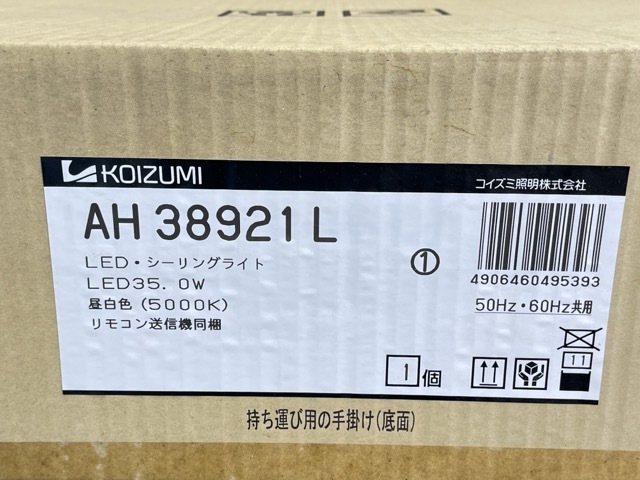 KOIZUMI
コイズミ照明株式会社
AH 38921 L
LED・シーリングライト
LED35.0W
昼白色(5000K)
リモコン送信機同梱
①
4906460495393
50Hz・60Hz共用
1個
11
持ち運び用の手掛け(底面)